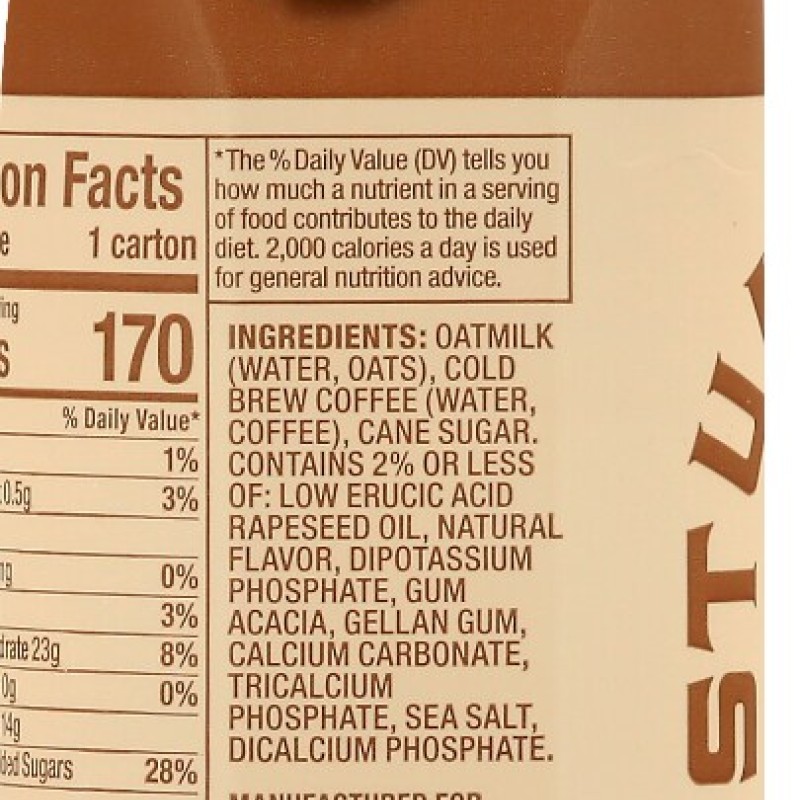 on Facts
1 carton
170
% Daily Value*
1%
0.5g 3%
0%
3%
drate 23g 8%
0g 0%
14g
ded Sugars 28%
*The % Daily Value (DV) tells you
how much a nutrient in a serving
of food contributes to the daily
diet. 2,000 calories a day is used
for general nutrition advice.
INGREDIENTS: OATMILK
(WATER, OATS), COLD
BREW COFFEE (WATER,
COFFEE), CANE SUGAR.
CONTAINS 2% OR LESS
OF: LOW ERUCIC ACID
RAPESEED OIL, NATURAL
FLAVOR, DIPOTASSIUM
PHOSPHATE, GUM
ACACIA, GELLAN GUM,
CALCIUM CARBONATE,
TRICALCIUM
PHOSPHATE, SEA SALT,
DICALCIUM PHOSPHATE.
MANUFACTURED FOR
STU